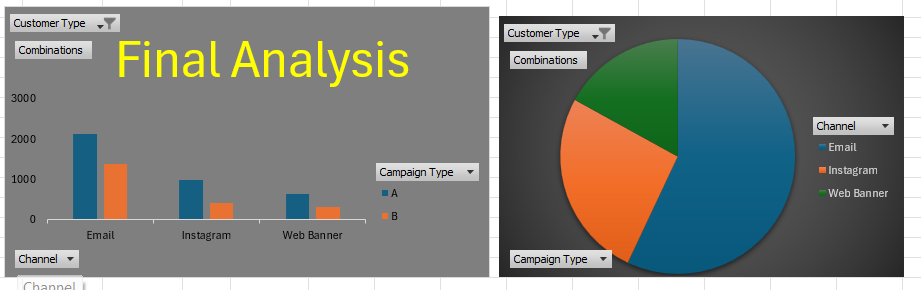 Customer Type
Combinations
Final Analysis
3000
2000
1000
0
Email
Instagram
Web Banner
Campaign Type
A
B
Channel
Channel
Customer Type
Combinations
Channel
Email
Instagram
Web Banner
Campaign Type